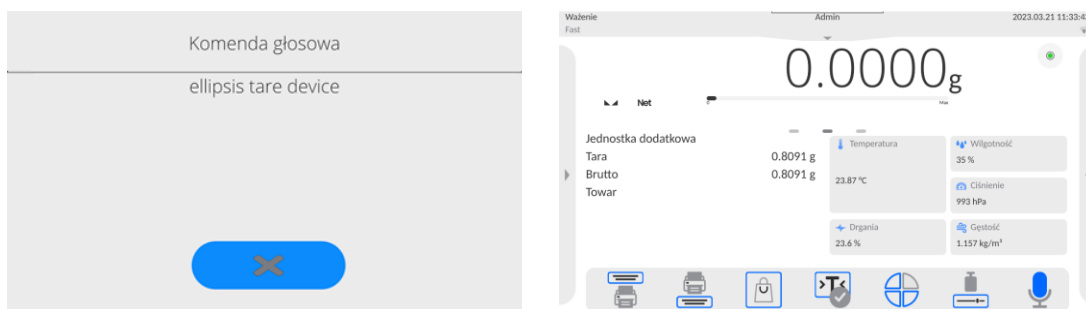 Komenda głosowa
ellipsis tare device
Ważenie Admin 2023.03.21 11:33:4
Fast
0.0000g
Net 0 Max
Jednostka dodatkowa
Tara 0.8091 g
Brutto 0.8091 g
Towar
Temperatura
23.87 °C
Wilgotność
35 %
Ciśnienie
993 hPa
Drgania
23.6 %
Gęstość
1.157 kg/m³
>T<